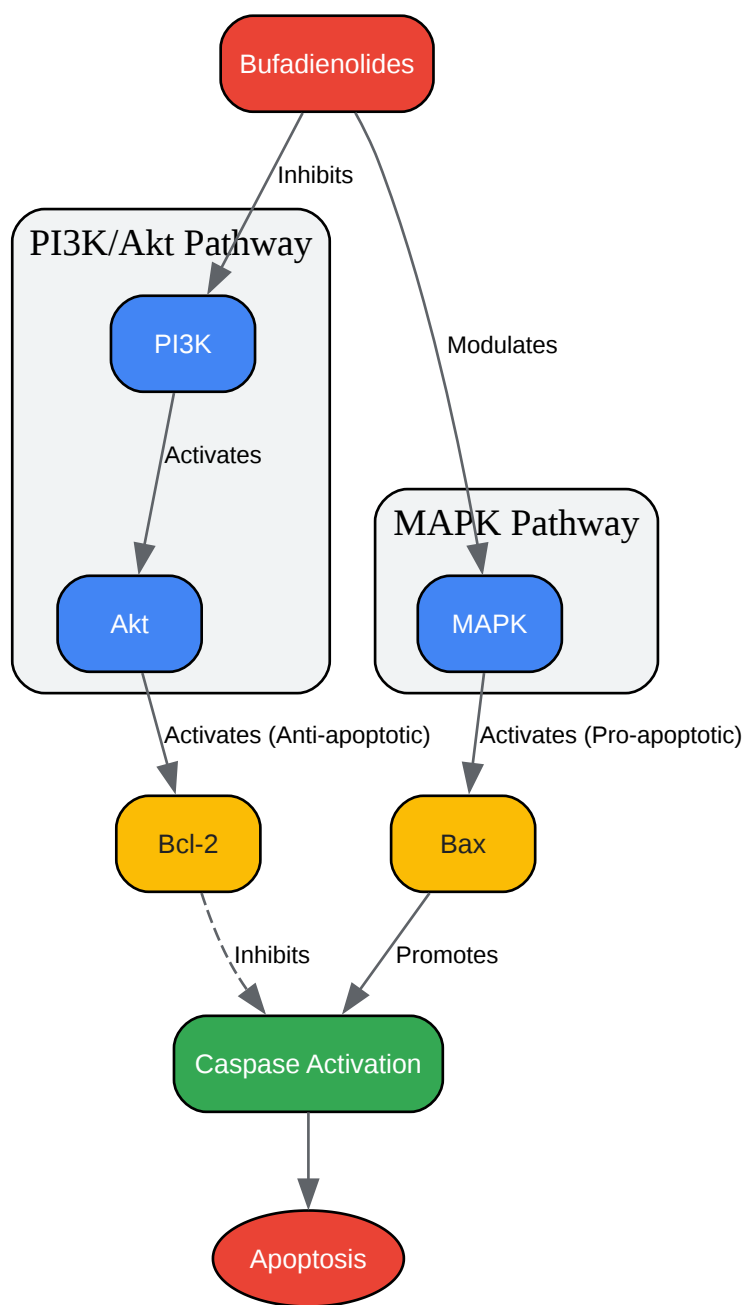 Bufadienolides
Inhibits
PI3K/Akt Pathway
PI3K
Modulates
Activates
MAPK Pathway
Akt
MAPK
Activates (Anti-apoptotic)
Activates (Pro-apoptotic)
Bcl-2
Bax
Inhibits
Promotes
Caspase Activation
Apoptosis